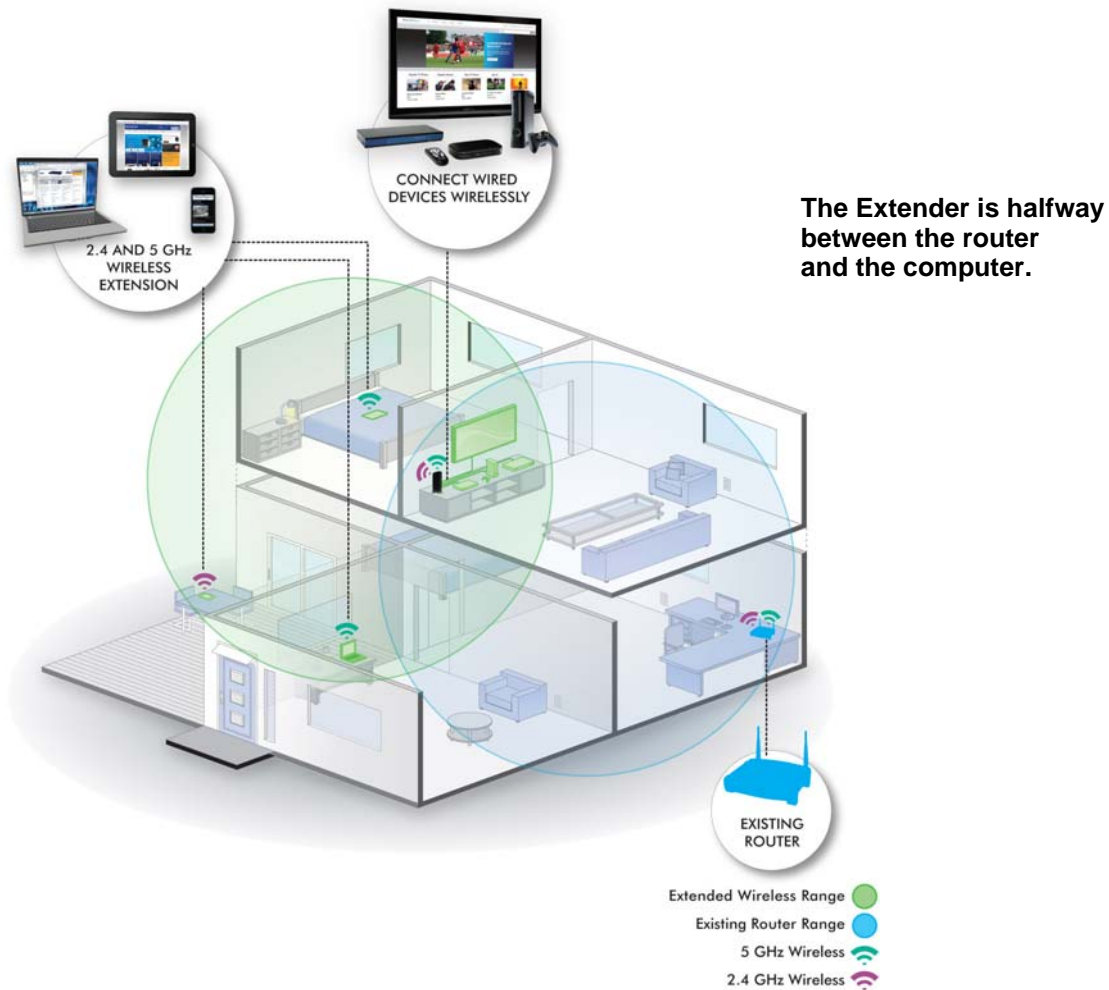 CONNECT WIRED
DEVICES WIRELESSLY
2.4 AND 5 GHz
WIRELESS
EXTENSION
The Extender is halfway
between the router
and the computer.
EXISTING
ROUTER
Extended Wireless Range
Existing Router Range
5 GHz Wireless
2.4 GHz Wireless